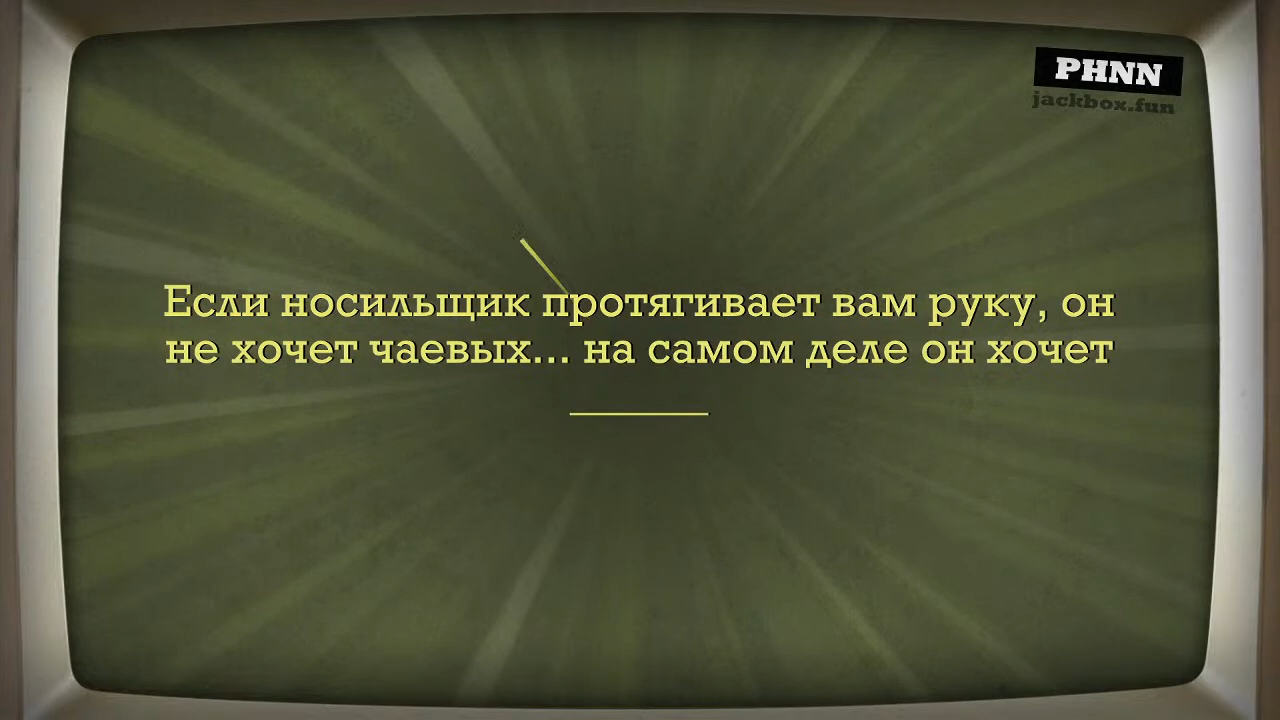 PHNN
jackbox.fun
Если носильщик протягивает вам руку, он
не хочет чаевых... на самом деле он хочет